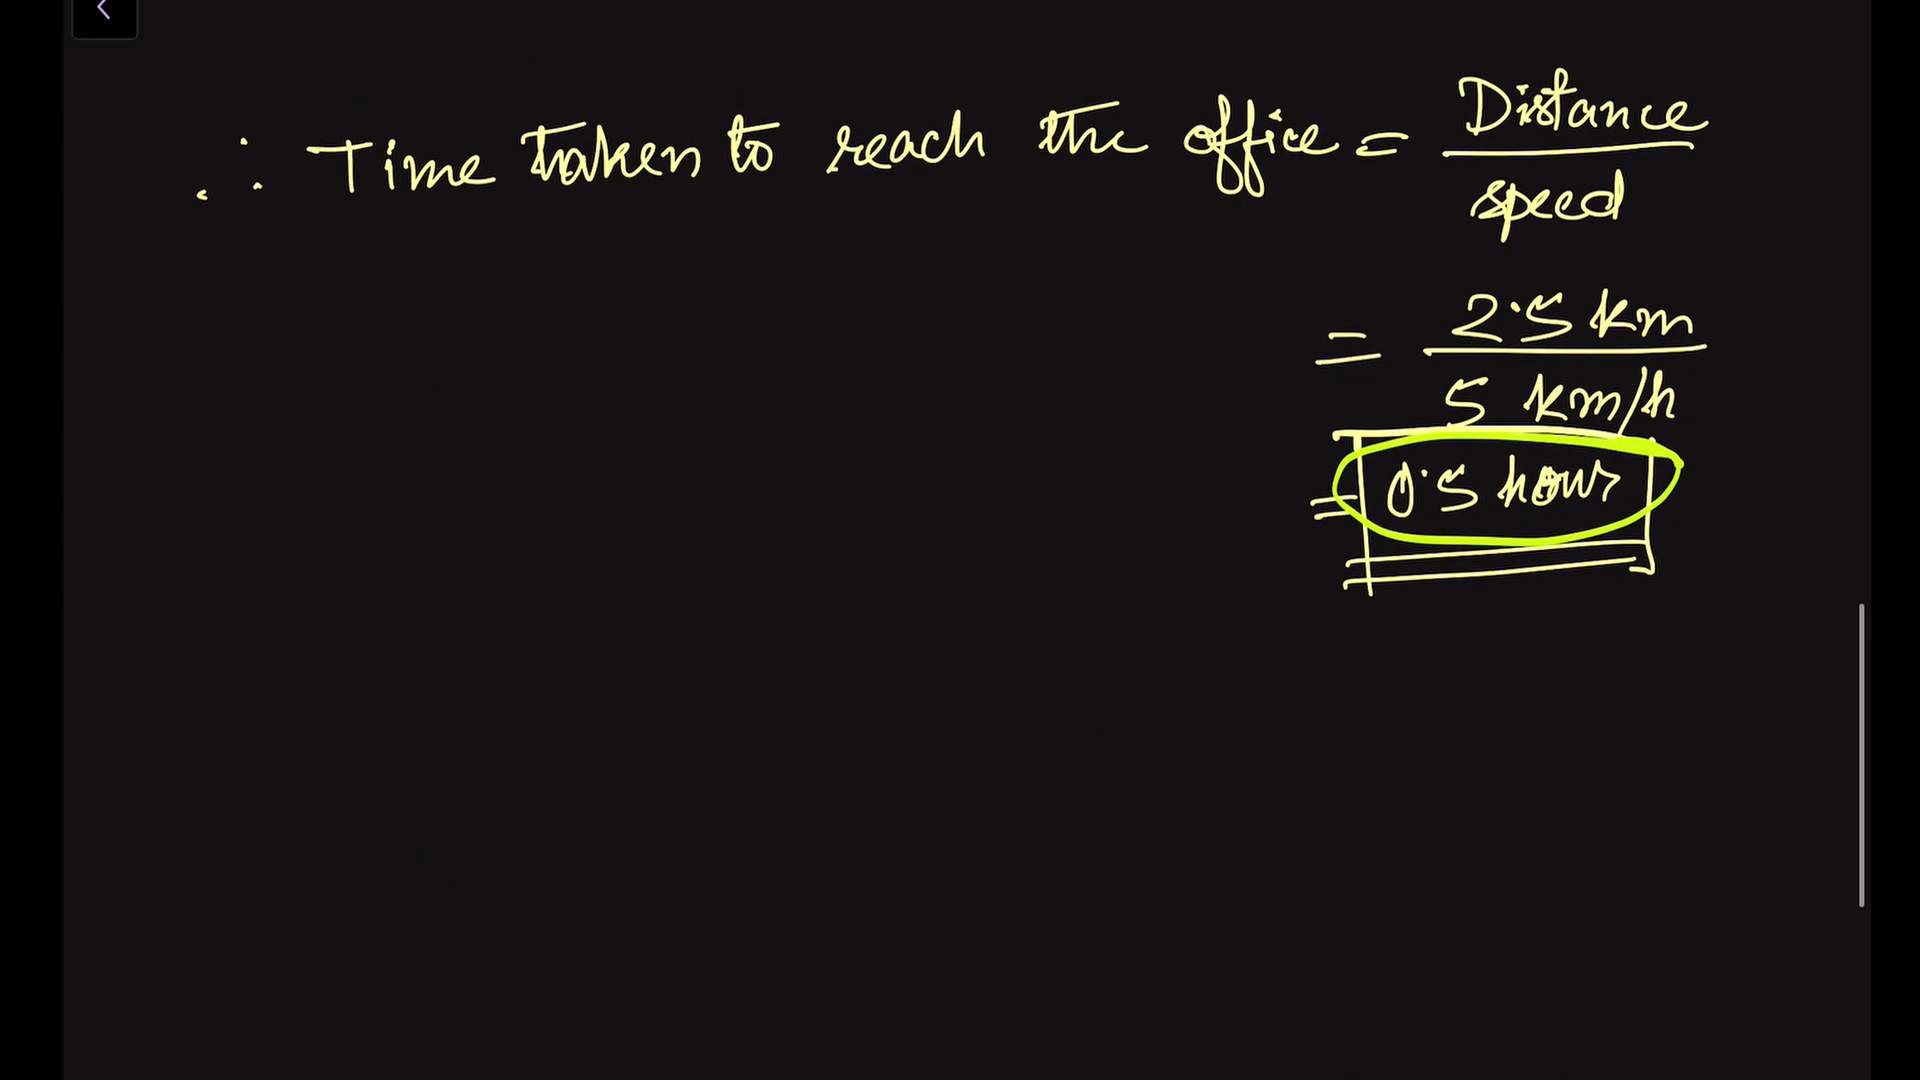 ∴ Time taken to reach the office = Distance / speed
= 2.5 km / 5 km/h
= 0.5 hour